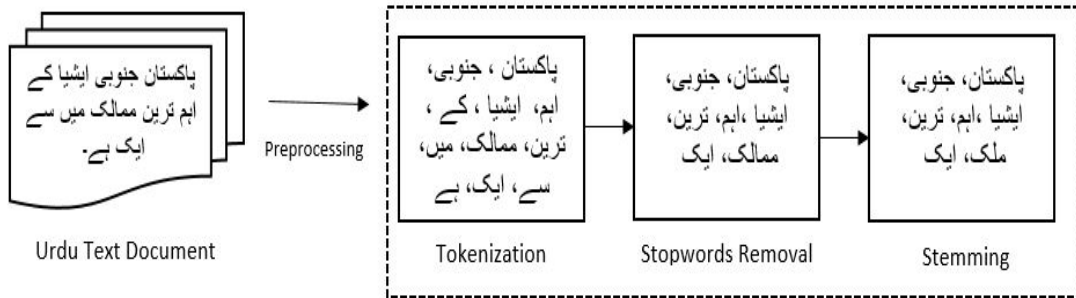 پاکستان جنوبی ایشیا کے
اہم ترین ممالک میں سے
ایک ہے۔
Urdu Text Document
Preprocessing
پاکستان ، جنوبی،
اہم، ایشیا ، کے ،
ترین، ممالک، میں،
سے، ایک، ہے
Tokenization
پاکستان، جنوبی،
ایشیا ،اہم، ترین،
ممالک، ایک
Stopwords Removal
پاکستان، جنوبی،
ایشیا ،اہم، ترین،
ملک، ایک
Stemming